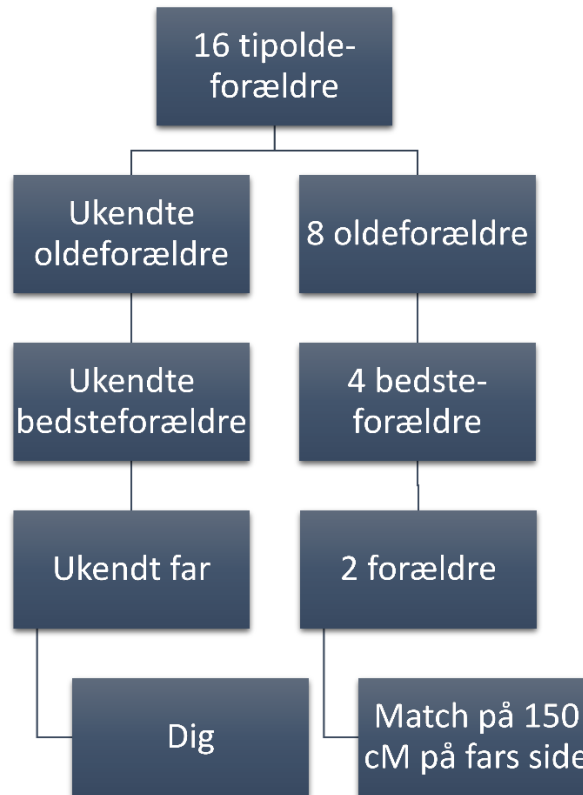 16 tipolde-
forældre
Ukendte
oldeforældre
8 oldeforældre
Ukendte
bedsteforældre
4 bedste-
forældre
Ukendt far
2 forældre
Dig
Match på 150
cM på fars side